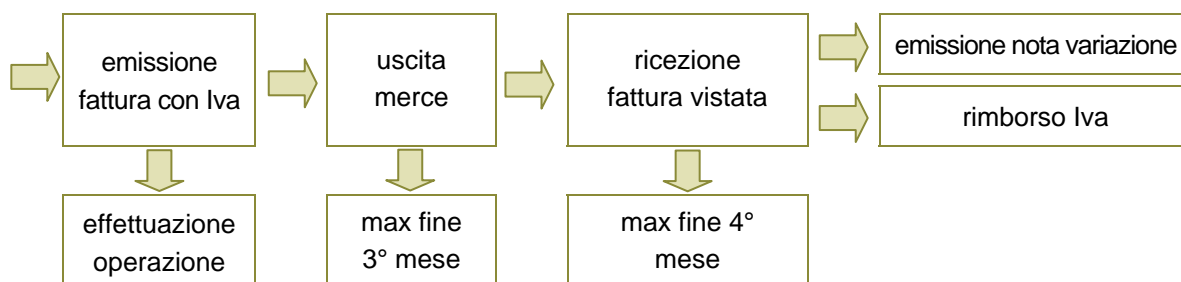 emissione
fattura con Iva
uscita
merce
ricezione
fattura vistata
emissione nota variazione
rimborso Iva
effettuazione
operazione
max fine
3° mese
max fine 4°
mese